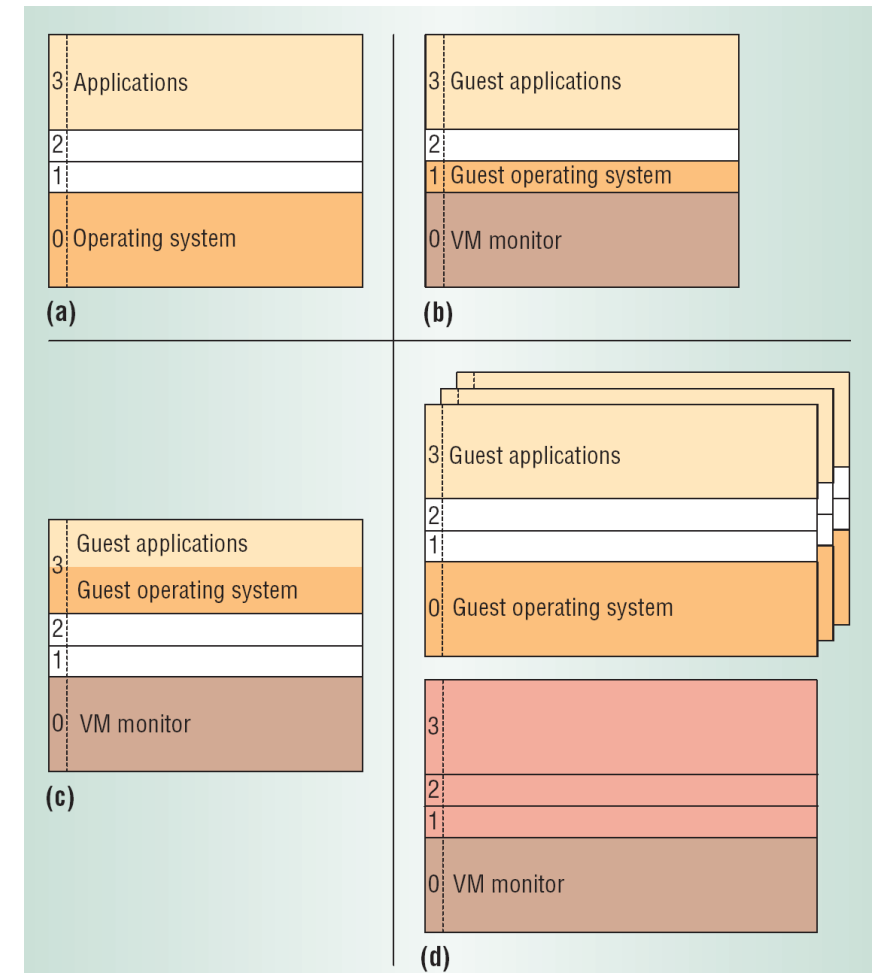 3 Applications
2
1
0 Operating system
(a)
3 Guest applications
2
1 Guest operating system
0 VM monitor
(b)
Guest applications
3
Guest operating system
2
1
0 VM monitor
(c)
3 Guest applications
2
1
0 Guest operating system
3
2
1
0 VM monitor
(d)